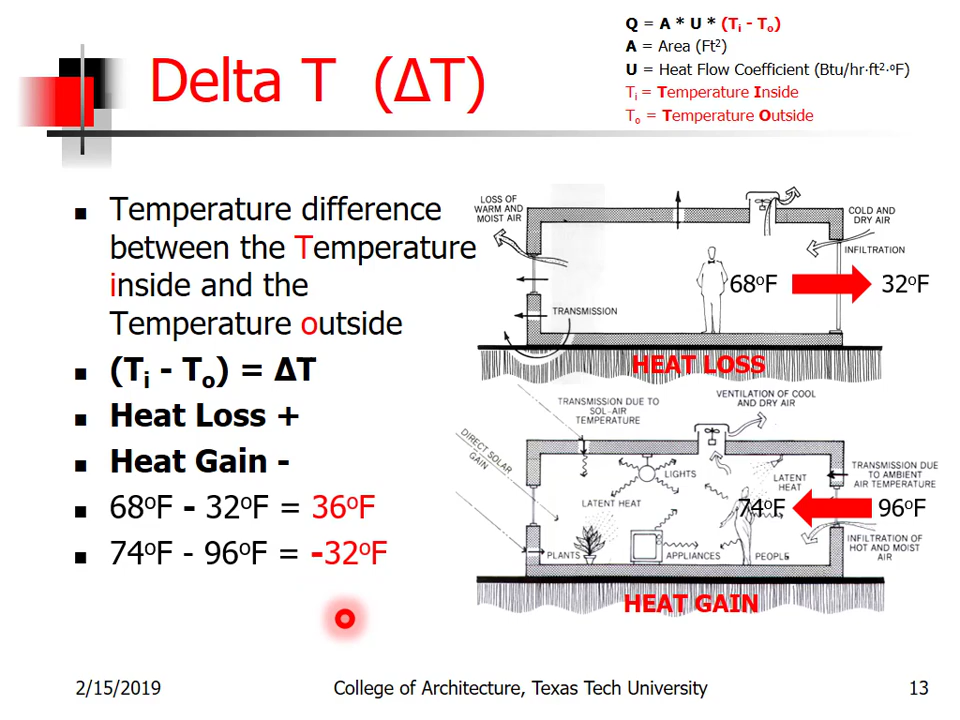 Q = A * U * (Ti - To)
A = Area (Ft²)
U = Heat Flow Coefficient (Btu/hr·ft²·ºF)
Ti = Temperature Inside
To = Temperature Outside
Delta T (ΔT)
Temperature difference
between the Temperature
inside and the
Temperature outside
(Ti - To) = ΔT
Heat Loss +
Heat Gain -
68ºF - 32ºF = 36ºF
74ºF - 96ºF = -32ºF
LOSS OF
WARM AND
MOIST AIR
COLD AND
DRY AIR
INFILTRATION
68ºF
32ºF
TRANSMISSION
HEAT LOSS
TRANSMISSION DUE TO
SOL-AIR
TEMPERATURE
VENTILATION OF COOL
AND DRY AIR
DIRECT SOLAR
GAIN
LIGHTS
LATENT
HEAT
TRANSMISSION DUE
TO AMBIENT
AIR TEMPERATURE
LATENT HEAT
74ºF
96ºF
PLANTS
APPLIANCES
PEOPLE
INFILTRATION OF
HOT AND MOIST
AIR
HEAT GAIN
2/15/2019
College of Architecture, Texas Tech University
13